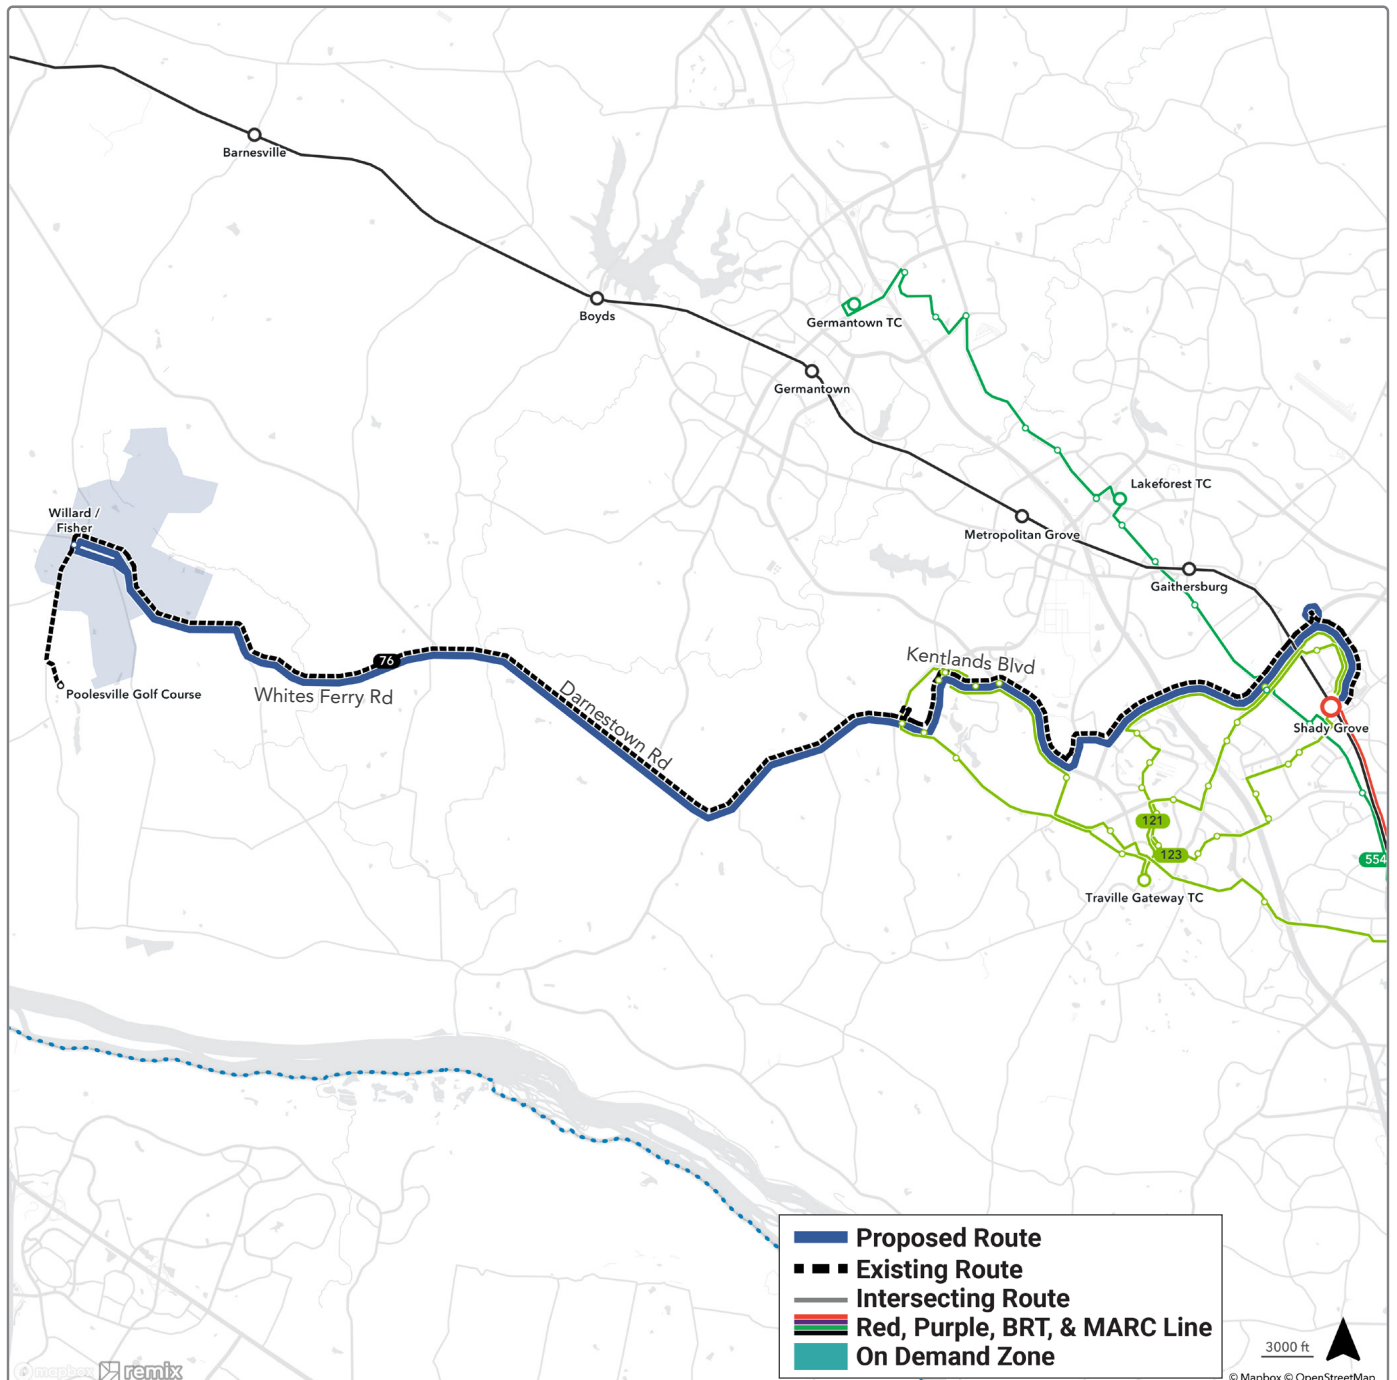 Barnesville
Boyds
Germantown TC
Germantown
Lakeforest TC
Metropolitan Grove
Gaithersburg
Willard /
Fisher
76
Poolesville Golf Course
Whites Ferry Rd
Darnestown Rd
Kentlands Blvd
Shady Grove
121
123
554
Traville Gateway TC
Proposed Route
Existing Route
Intersecting Route
Red, Purple, BRT, & MARC Line
On Demand Zone
3000 ft
mapbox
remix
© Mapbox © OpenStreetMap